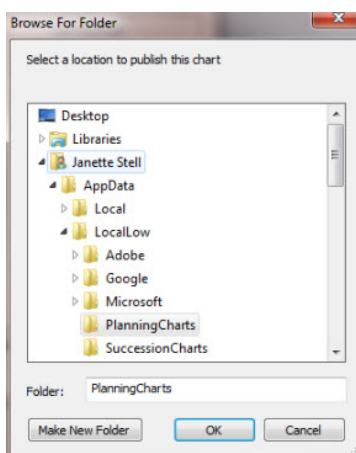 Browse For Folder
Select a location to publish this chart
Desktop
Libraries
Janette Stell
AppData
Local
LocalLow
Adobe
Google
Microsoft
PlanningCharts
SuccessionCharts
Folder: PlanningCharts
Make New Folder OK Cancel